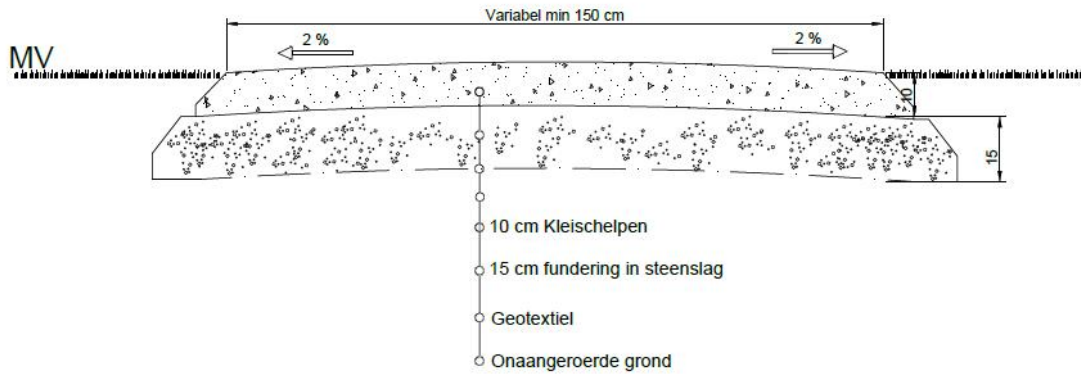 Variabel min 150 cm
2 %
2 %
MV
10
15
10 cm Kleischelpen
15 cm fundering in steenslag
Geotextiel
Onaangeroerde grond